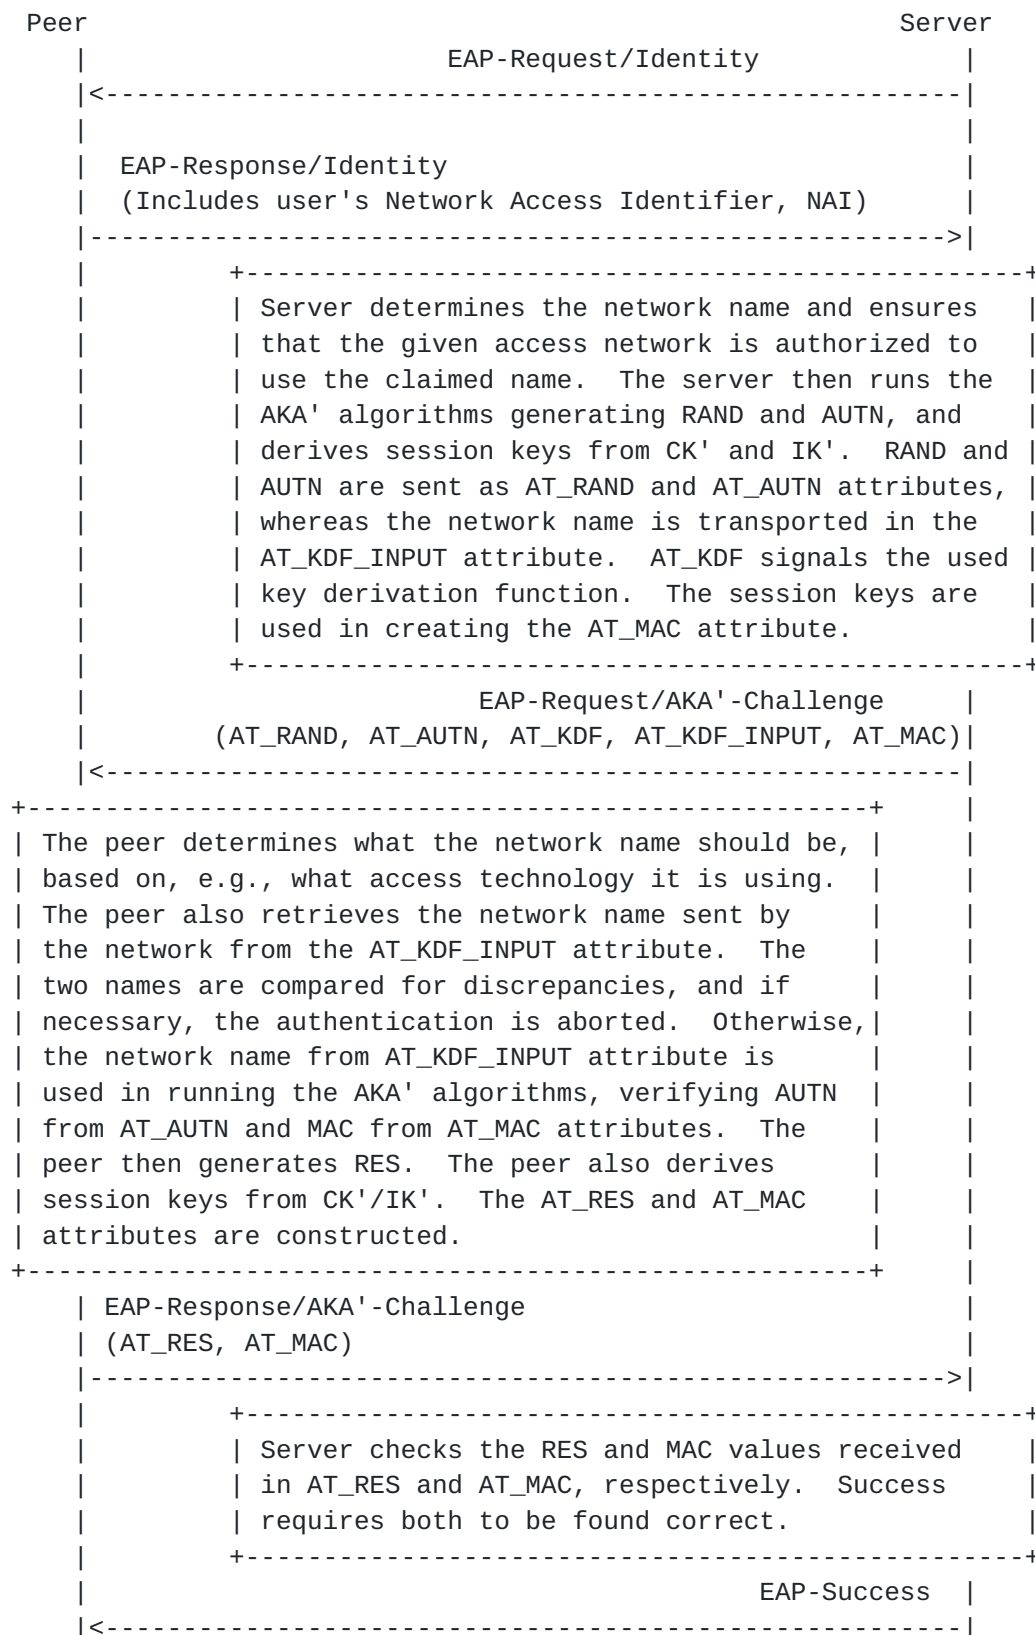 Peer                                                    Server
    |                       EAP-Request/Identity             |
    |<-------------------------------------------------------|
    |                                                        |
    |  EAP-Response/Identity                                 |
    |  (Includes user's Network Access Identifier, NAI)      |
    |------------------------------------------------------->|
    |         +--------------------------------------------------+
    |         | Server determines the network name and ensures   |
    |         | that the given access network is authorized to   |
    |         | use the claimed name.  The server then runs the  |
    |         | AKA' algorithms generating RAND and AUTN, and    |
    |         | derives session keys from CK' and IK'.  RAND and |
    |         | AUTN are sent as AT_RAND and AT_AUTN attributes, |
    |         | whereas the network name is transported in the   |
    |         | AT_KDF_INPUT attribute.  AT_KDF signals the used |
    |         | key derivation function.  The session keys are   |
    |         | used in creating the AT_MAC attribute.           |
    |         +--------------------------------------------------+
    |                         EAP-Request/AKA'-Challenge     |
    |        (AT_RAND, AT_AUTN, AT_KDF, AT_KDF_INPUT, AT_MAC)|
    |<-------------------------------------------------------|
+------------------------------------------------------+     |
| The peer determines what the network name should be, |     |
| based on, e.g., what access technology it is using.  |     |
| The peer also retrieves the network name sent by     |     |
| the network from the AT_KDF_INPUT attribute.  The    |     |
| two names are compared for discrepancies, and if     |     |
| necessary, the authentication is aborted.  Otherwise,|     |
| the network name from AT_KDF_INPUT attribute is      |     |
| used in running the AKA' algorithms, verifying AUTN  |     |
| from AT_AUTN and MAC from AT_MAC attributes.  The    |     |
| peer then generates RES.  The peer also derives      |     |
| session keys from CK'/IK'.  The AT_RES and AT_MAC    |     |
| attributes are constructed.                          |     |
+------------------------------------------------------+     |
    | EAP-Response/AKA'-Challenge                            |
    | (AT_RES, AT_MAC)                                       |
    |------------------------------------------------------->|
    |         +--------------------------------------------------+
    |         | Server checks the RES and MAC values received    |
    |         | in AT_RES and AT_MAC, respectively.  Success     |
    |         | requires both to be found correct.               |
    |         +--------------------------------------------------+
    |                                           EAP-Success  |
    |<-------------------------------------------------------|